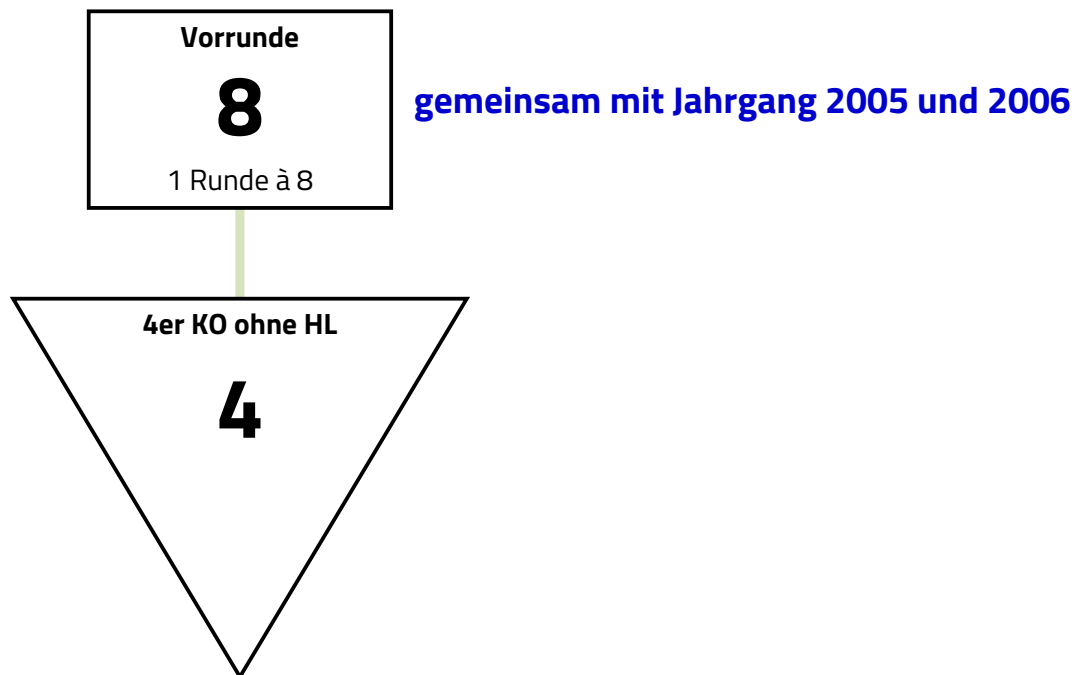 Vorrunde
8
gemeinsam mit Jahrgang 2005 und 2006
1 Runde à 8
4er KO ohne HL
4